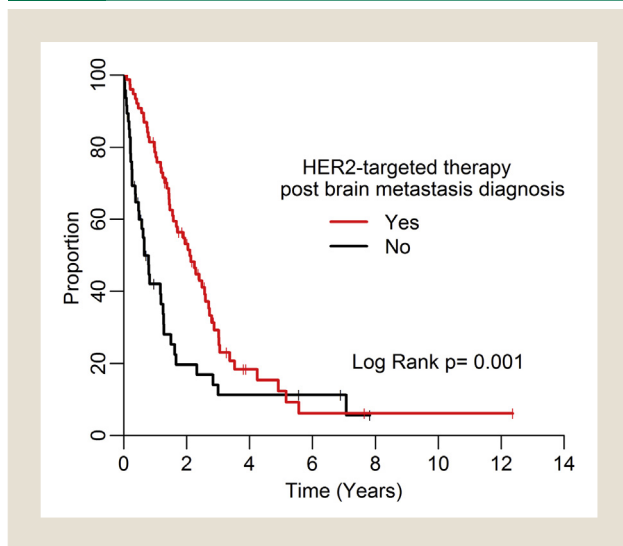 100
80
60
40
20
0
Proportion
HER2-targeted therapy
post brain metastasis diagnosis
Yes
No
Log Rank p= 0.001
0 2 4 6 8 10 12 14
Time (Years)